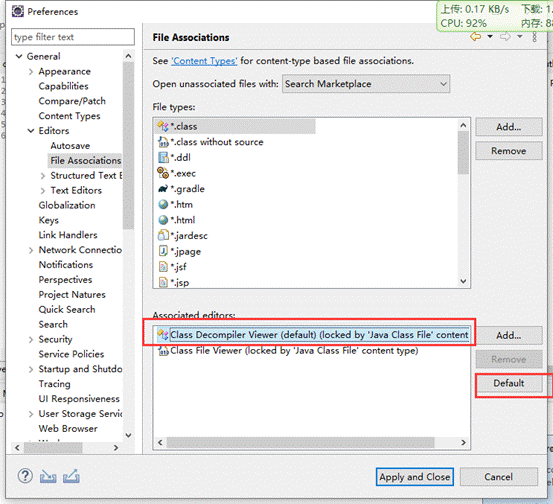 Preferences
上传: 0.17 KB/s 下载: 1.
CPU: 92% 内存: 88
type filter text
General
Appearance
Capabilities
Compare/Patch
Content Types
Editors
Autosave
File Associations
Structured Text E
Text Editors
Globalization
Keys
Link Handlers
Network Connection
Notifications
Perspectives
Project Natures
Quick Search
Search
Security
Service Policies
Startup and Shutdo
Tracing
UI Responsiveness
User Storage Servic
Web Browser
File Associations
See 'Content Types' for content-type based file associations.
Open unassociated files with: Search Marketplace
File types:
*.class
*.class without source
*.ddl
*.exec
*.gradle
*.htm
*.html
*.jardesc
*.jpage
*.jsf
*.jsp
Add...
Remove
Associated editors:
Class Decompiler Viewer (default) (locked by 'Java Class File' content
Class File Viewer (locked by 'Java Class File' content type)
Add...
Remove
Default
Apply and Close
Cancel